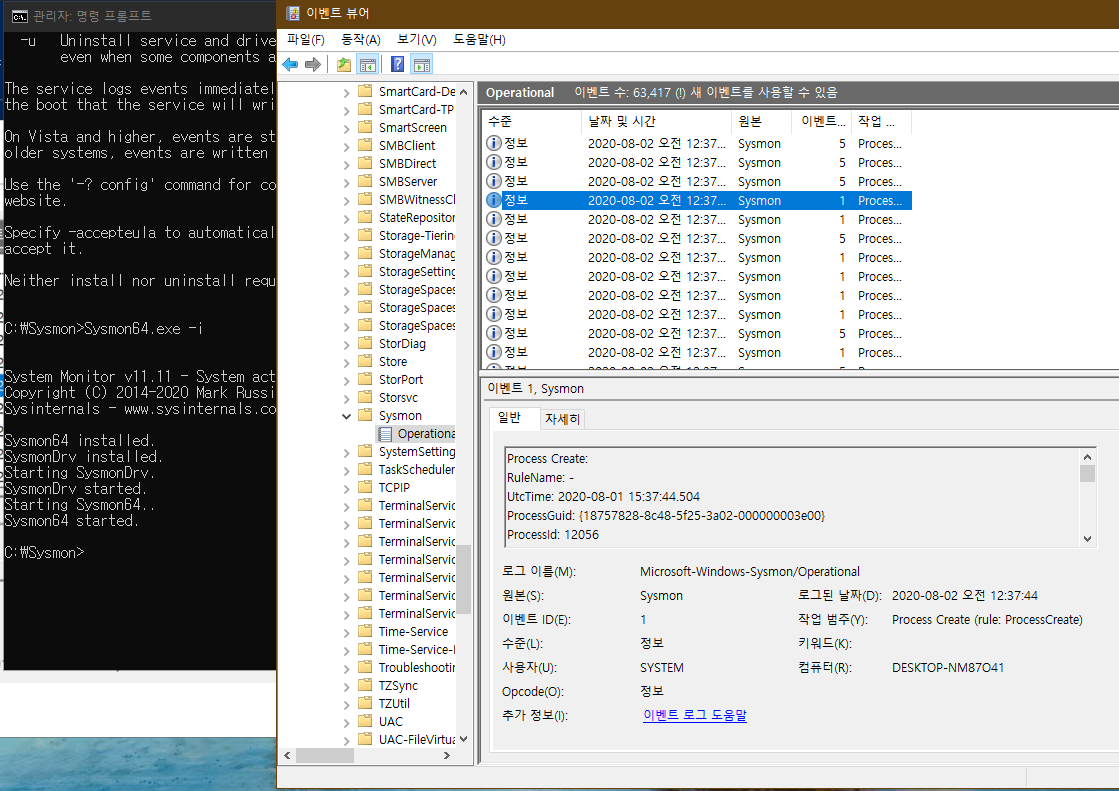 관리자: 명령 프롬프트
-u Uninstall service and drive
even when some components a
The service logs events immediatel
the boot that the service will wri
On Vista and higher, events are st
older systems, events are written
Use the '-? config' command for co
website.
Specify -accepteula to automatical
accept it.
Neither install nor uninstall requ
C:\Sysmon>Sysmon64.exe -i
System Monitor v11.11 - System act
Copyright (C) 2014-2020 Mark Russi
Sysinternals - www.sysinternals.co
Sysmon64 installed.
SysmonDrv installed.
Starting SysmonDrv.
SysmonDrv started.
Starting Sysmon64..
Sysmon64 started.
C:\Sysmon>
이벤트 뷰어
파일(F) 동작(A) 보기(V) 도움말(H)
SmartCard-De
SmartCard-TP
SmartScreen
SMBClient
SMBDirect
SMBServer
SMBWitnessCl
StateRepositor
Storage-Tierin
StorageManag
StorageSetting
StorageSpaces
StorageSpaces
StorageSpaces
StorDiag
Store
StorPort
Storsvc
Sysmon
Operationa
SystemSetting
TaskScheduler
TCPIP
TerminalServic
TerminalServic
TerminalServic
TerminalServic
TerminalServic
TerminalServic
TerminalServic
Time-Service
Time-Service-
Troubleshootin
TZSync
TZUtil
UAC
UAC-FileVirtua
Operational 이벤트 수: 63,417 (!) 새 이벤트를 사용할 수 있음
수준 날짜 및 시간 원본 이벤트... 작업 ...
정보 2020-08-02 오전 12:37... Sysmon 5 Proces...
정보 2020-08-02 오전 12:37... Sysmon 5 Proces...
정보 2020-08-02 오전 12:37... Sysmon 5 Proces...
정보 2020-08-02 오전 12:37... Sysmon 1 Proces...
정보 2020-08-02 오전 12:37... Sysmon 1 Proces...
정보 2020-08-02 오전 12:37... Sysmon 5 Proces...
정보 2020-08-02 오전 12:37... Sysmon 1 Proces...
정보 2020-08-02 오전 12:37... Sysmon 1 Proces...
정보 2020-08-02 오전 12:37... Sysmon 1 Proces...
정보 2020-08-02 오전 12:37... Sysmon 1 Proces...
정보 2020-08-02 오전 12:37... Sysmon 5 Proces...
정보 2020-08-02 오전 12:37... Sysmon 1 Proces...
이벤트 1, Sysmon
일반 자세히
Process Create:
RuleName: -
UtcTime: 2020-08-01 15:37:44.504
ProcessGuid: {18757828-8c48-5f25-3a02-000000003e00}
ProcessId: 12056
로그 이름(M): Microsoft-Windows-Sysmon/Operational
원본(S): Sysmon 로그된 날짜(D): 2020-08-02 오전 12:37:44
이벤트 ID(E): 1 작업 범주(Y): Process Create (rule: ProcessCreate)
수준(L): 정보 키워드(K):
사용자(U): SYSTEM 컴퓨터(R): DESKTOP-NM87O41
Opcode(O): 정보
추가 정보(I): 이벤트 로그 도움말